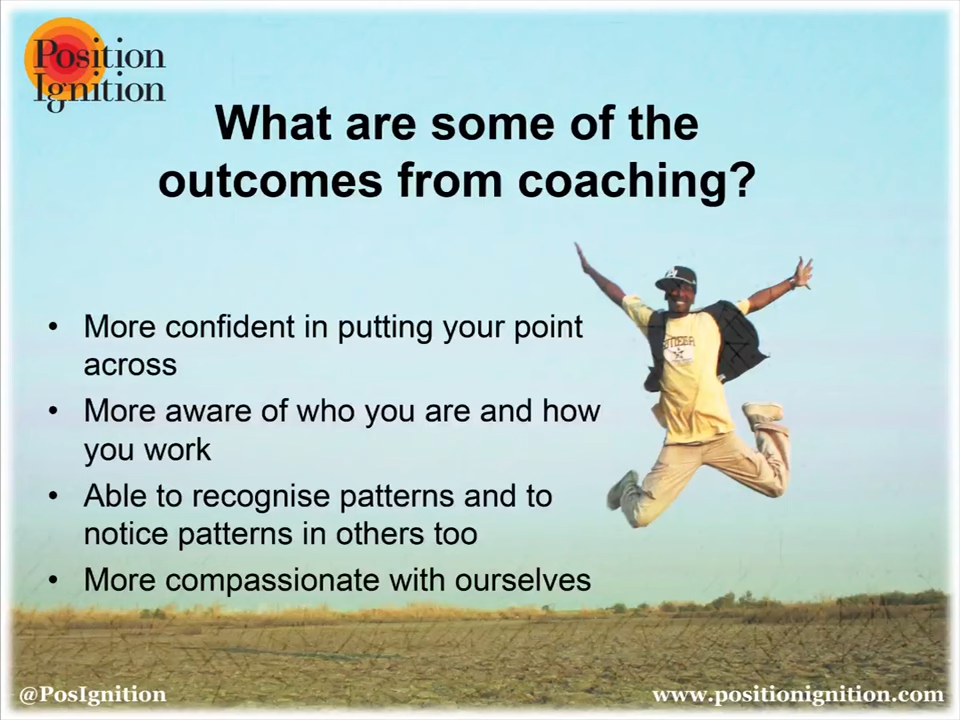 Position
Ignition
What are some of the
outcomes from coaching?
• More confident in putting your point
across
• More aware of who you are and how
you work
• Able to recognise patterns and to
notice patterns in others too
• More compassionate with ourselves
@PosIgnition
www.positionignition.com